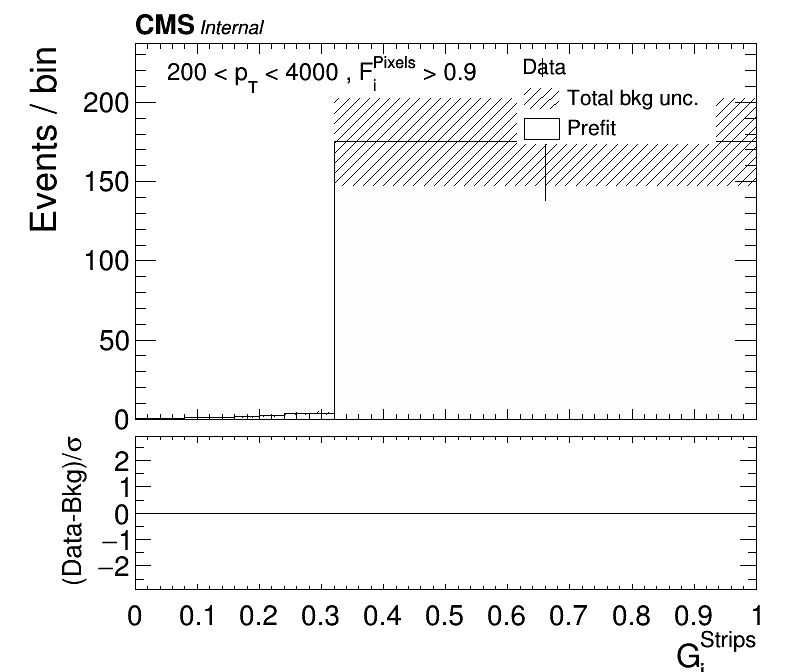 CMS Internal
200 < p_T < 4000 , F_i^Pixels > 0.9
Data
Total bkg unc.
Prefit
Events / bin
200
150
100
50
0
(Data-Bkg)/σ
2
1
0
−1
−2
0 0.1 0.2 0.3 0.4 0.5 0.6 0.7 0.8 0.9 1
G_i^Strips